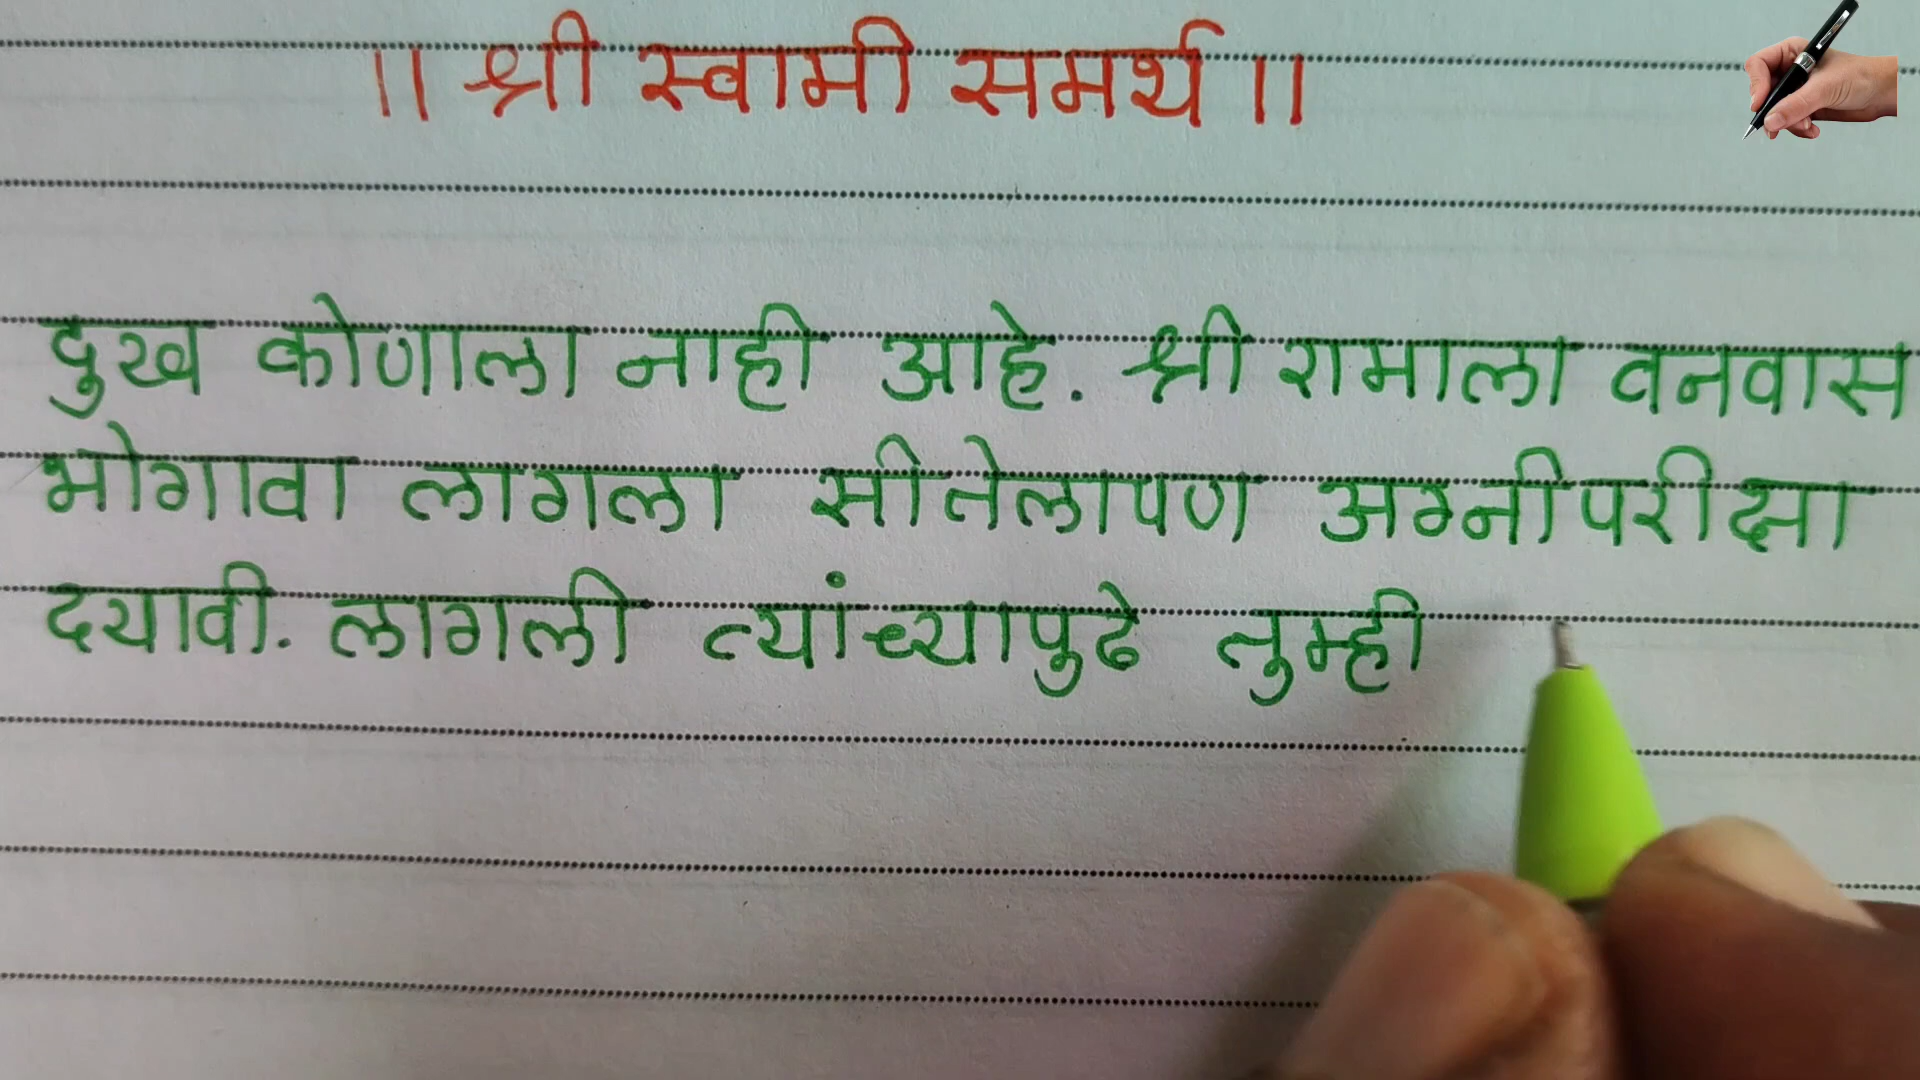 ।। श्री स्वामी समर्थ ।।
दुख कोणाला नाही आहे. श्री रामाला वनवास
भोगावा लागला सीतेलापण अग्नीपरीक्षा
दयावी. लागली त्यांच्यापुढे तुम्ही